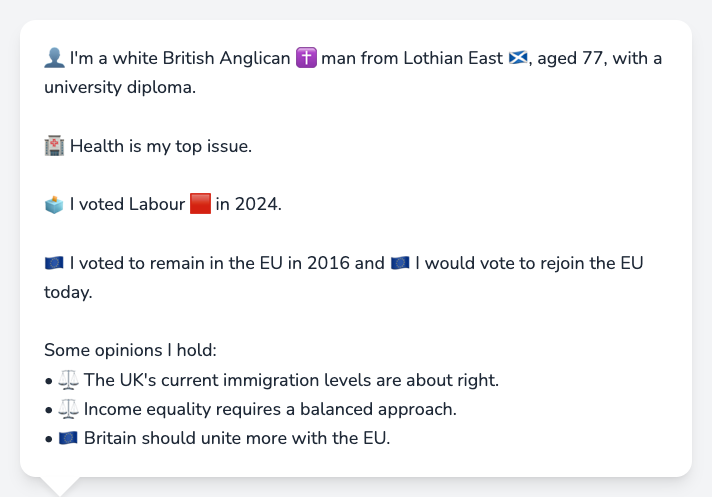 👤 I'm a white British Anglican ✝️ man from Lothian East 🏴󠁧󠁢󠁳󠁣󠁴󠁿, aged 77, with a
university diploma.
🏥 Health is my top issue.
🗳️ I voted Labour 🟥 in 2024.
🇪🇺 I voted to remain in the EU in 2016 and 🇪🇺 I would vote to rejoin the EU
today.
Some opinions I hold:
• ⚖️ The UK's current immigration levels are about right.
• ⚖️ Income equality requires a balanced approach.
• 🇪🇺 Britain should unite more with the EU.